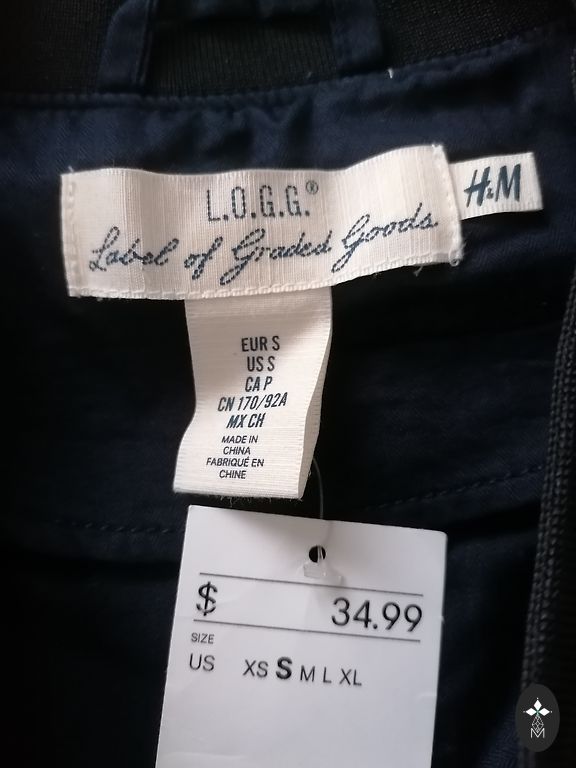 L.O.G.G.®
Label of Graded Goods
H&M
EUR S
US S
CA P
CN 170/92A
MX CH
MADE IN
CHINA
FABRIQUÉ EN
CHINE
$ 34.99
SIZE
US XS S M L XL
M